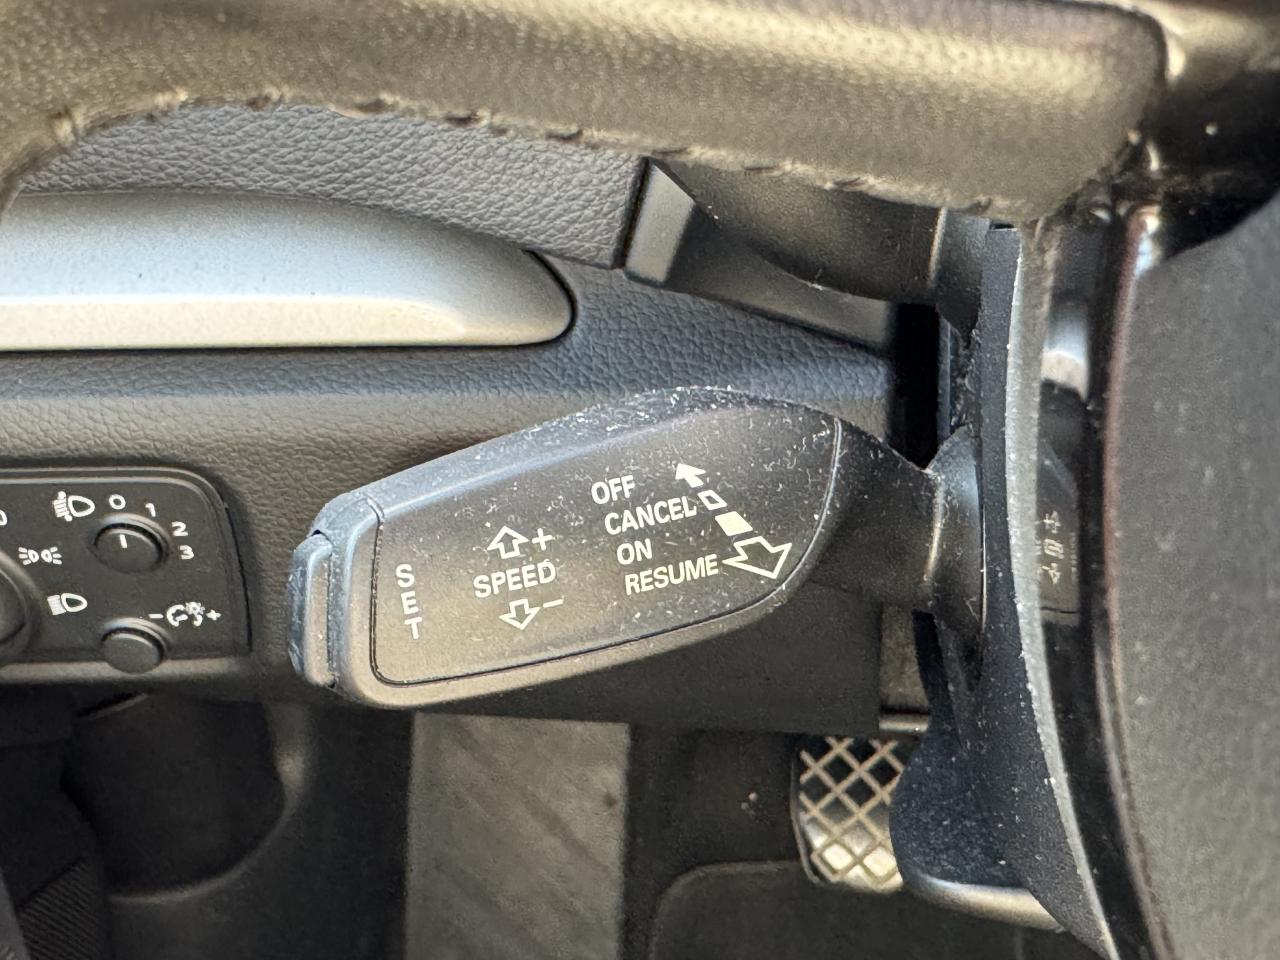 OFF
CANCEL
ON
RESUME
+
SPEED
-
SET
0
1
2
3
- +